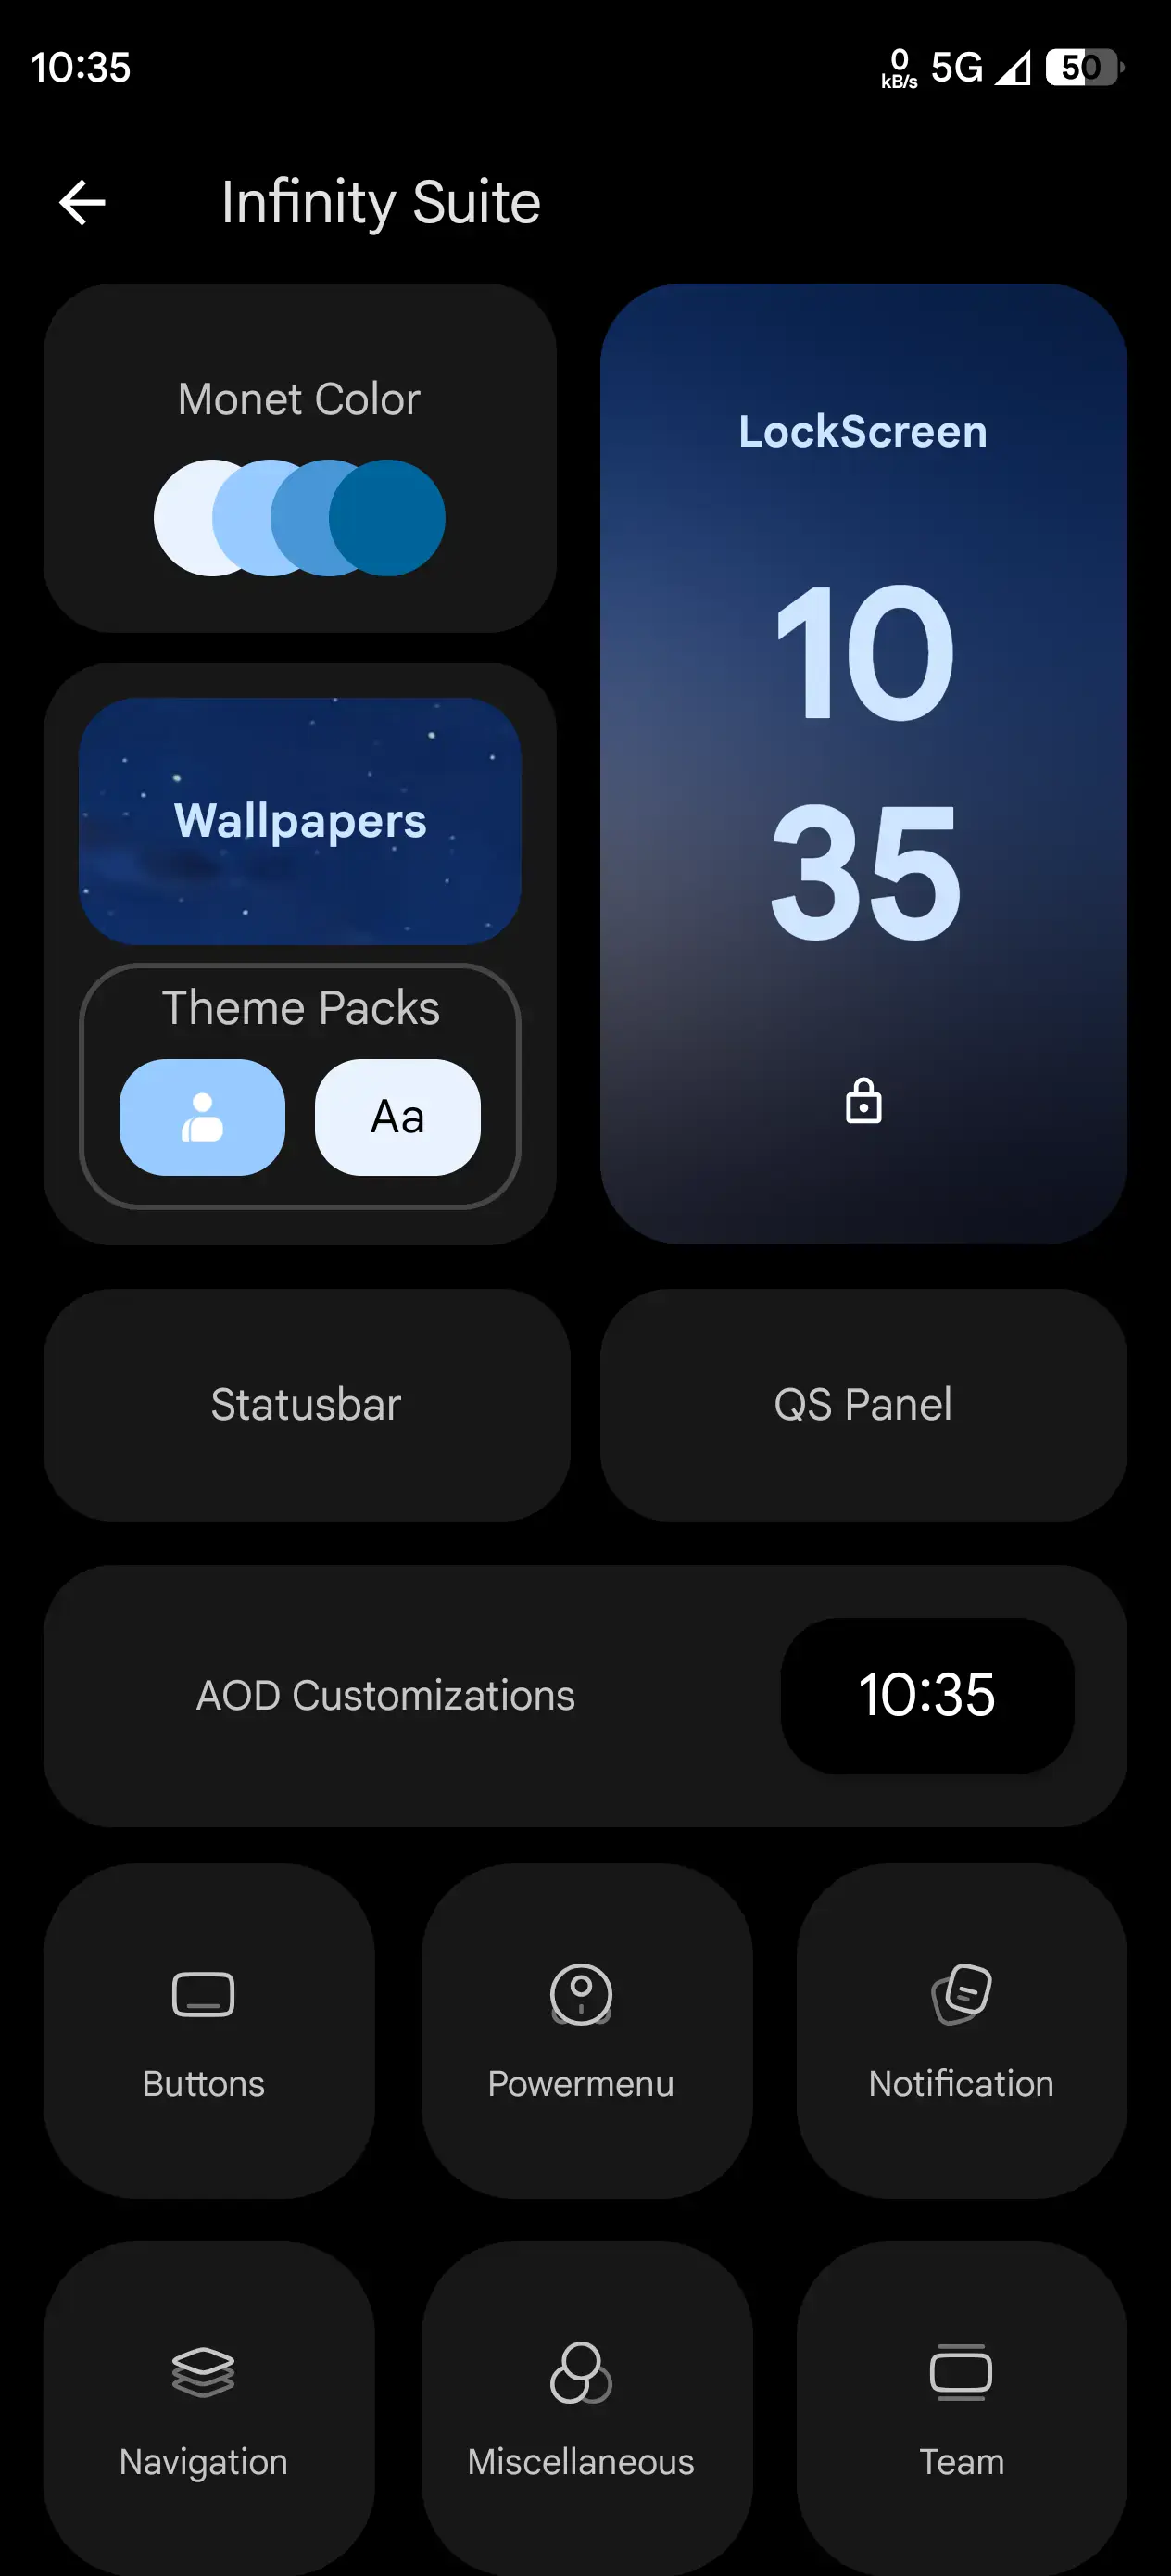 10:35
0
kB/s
5G
50
Infinity Suite
Monet Color
LockScreen
10
35
Wallpapers
Theme Packs
Aa
Statusbar
QS Panel
AOD Customizations
10:35
Buttons
Powermenu
Notification
Navigation
Miscellaneous
Team